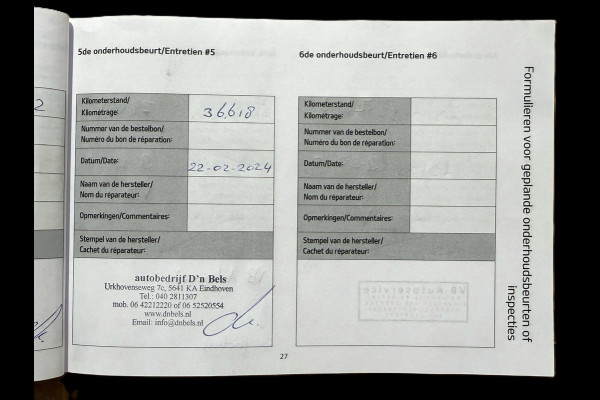 5de onderhoudsbeurt/Entretien #5
Kilometerstand/
Kilométrage:
36.618
Nummer van de bestelbon/
Numéro du bon de réparation:
Datum/Date:
22-02-2024
Naam van de hersteller/
Nom du réparateur:
Opmerkingen/Commentaires:
Stempel van de hersteller/
Cachet du réparateur:
autobedrijf D'n Bels
Urkhovenseweg 7c, 5641 KA Eindhoven
Tel.: 040 2811307
mob. 06 42212220 of 06 52520554
www.dnbels.nl
Email: info@dnbels.nl
6de onderhoudsbeurt/Entretien #6
Kilometerstand/
Kilométrage:
Nummer van de bestelbon/
Numéro du bon de réparation:
Datum/Date:
Naam van de hersteller/
Nom du réparateur:
Opmerkingen/Commentaires:
Stempel van de hersteller/
Cachet du réparateur:
27
Formulieren voor geplande onderhoudsbeurten of
inspecties